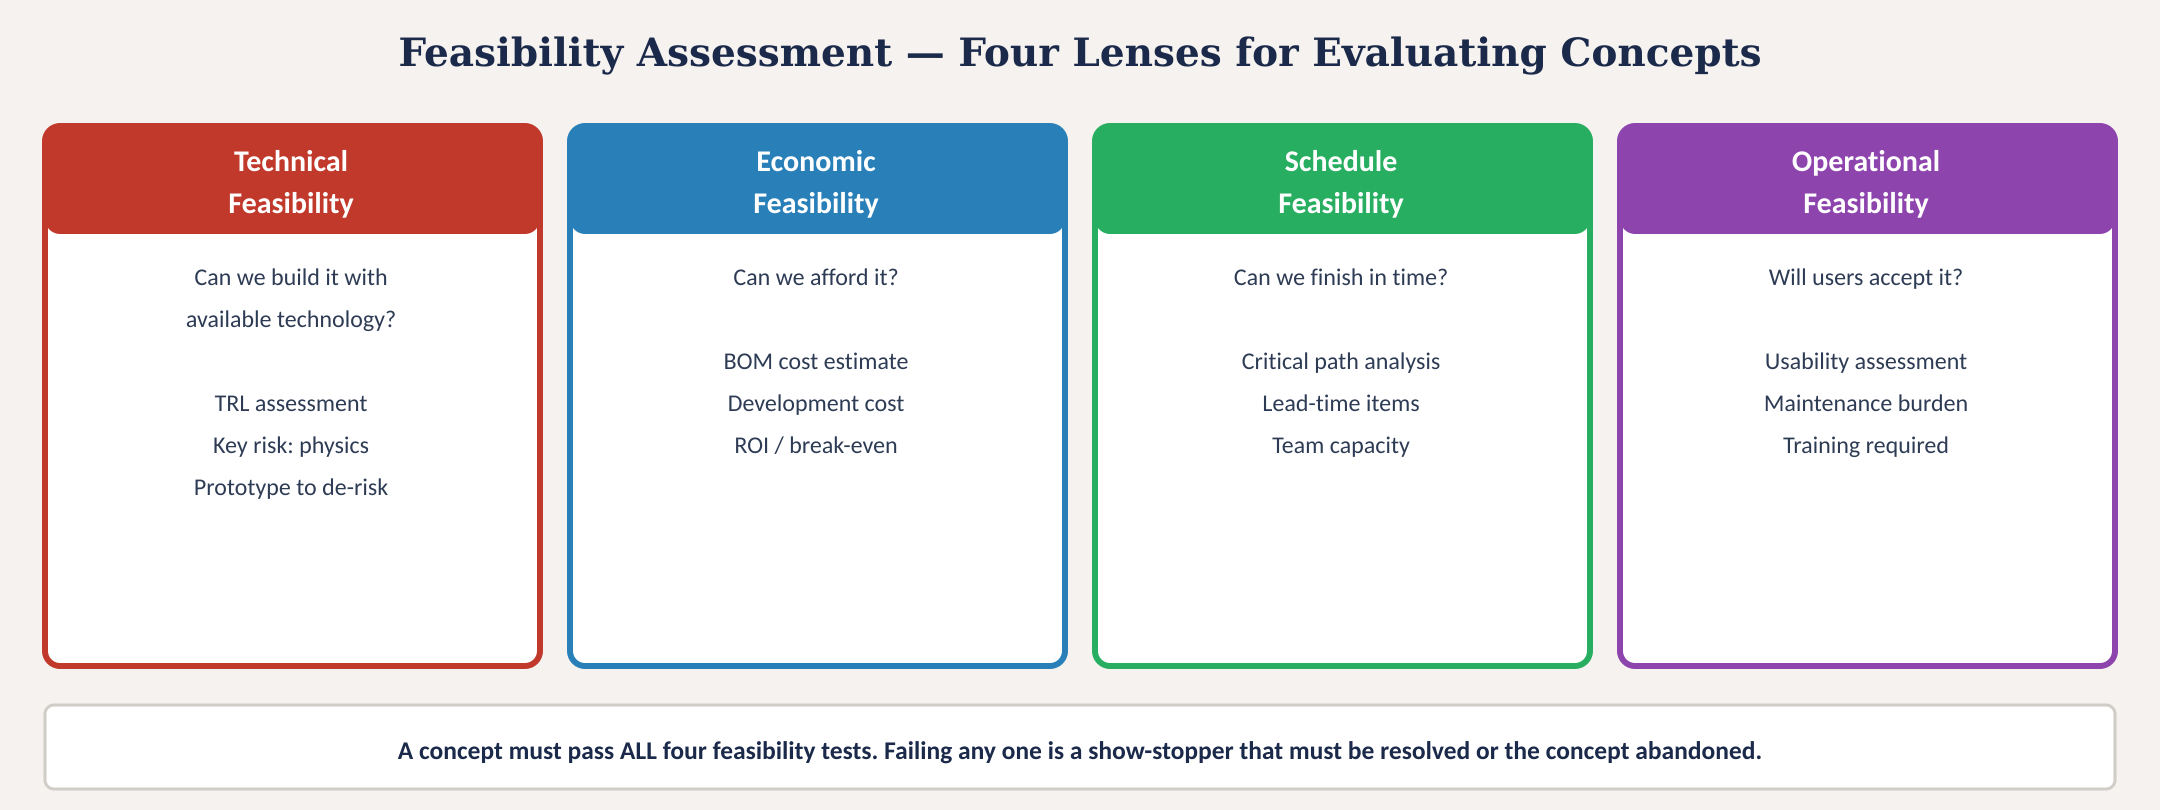 Feasibility Assessment — Four Lenses for Evaluating Concepts
Technical
Feasibility
Can we build it with
available technology?
TRL assessment
Key risk: physics
Prototype to de-risk
Economic
Feasibility
Can we afford it?
BOM cost estimate
Development cost
ROI / break-even
Schedule
Feasibility
Can we finish in time?
Critical path analysis
Lead-time items
Team capacity
Operational
Feasibility
Will users accept it?
Usability assessment
Maintenance burden
Training required
A concept must pass ALL four feasibility tests. Failing any one is a show-stopper that must be resolved or the concept abandoned.